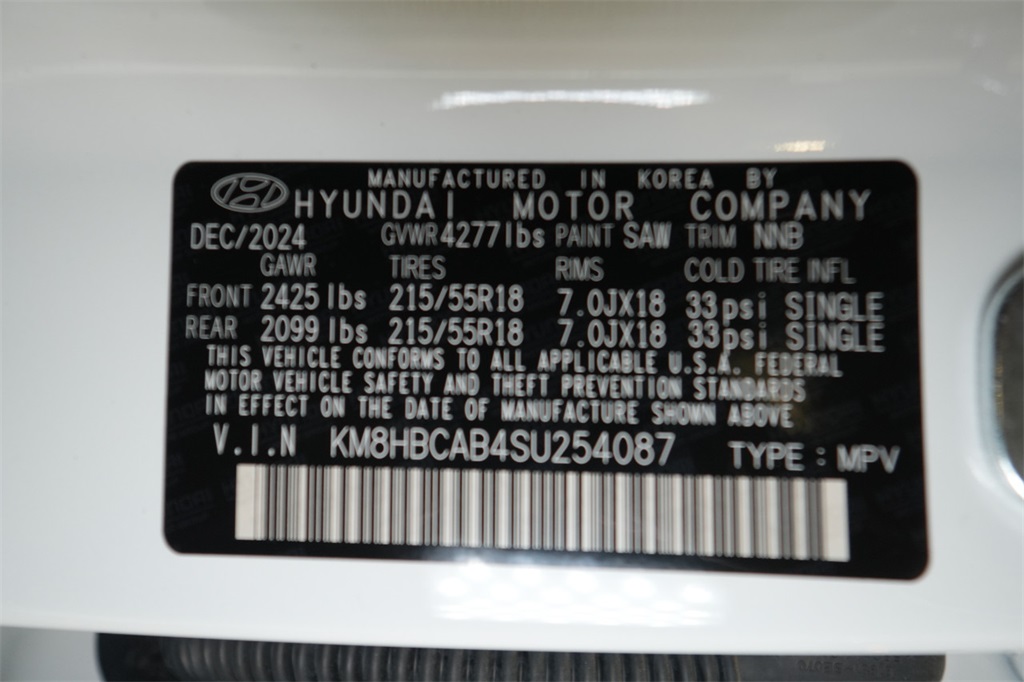 MANUFACTURED IN KOREA BY
HYUNDAI MOTOR COMPANY
DEC/2024 GVWR 4277lbs PAINT SAW TRIM NNB
GAWR TIRES RIMS COLD TIRE INFL
FRONT 2425 lbs 215/55R18 7.0JX18 33psi SINGLE
REAR 2099 lbs 215/55R18 7.0JX18 33psi SINGLE
THIS VEHICLE CONFORMS TO ALL APPLICABLE U.S.A. FEDERAL
MOTOR VEHICLE SAFETY AND THEFT PREVENTION STANDARDS
IN EFFECT ON THE DATE OF MANUFACTURE SHOWN ABOVE
V.I.N KM8HBCAB4SU254087 TYPE : MPV